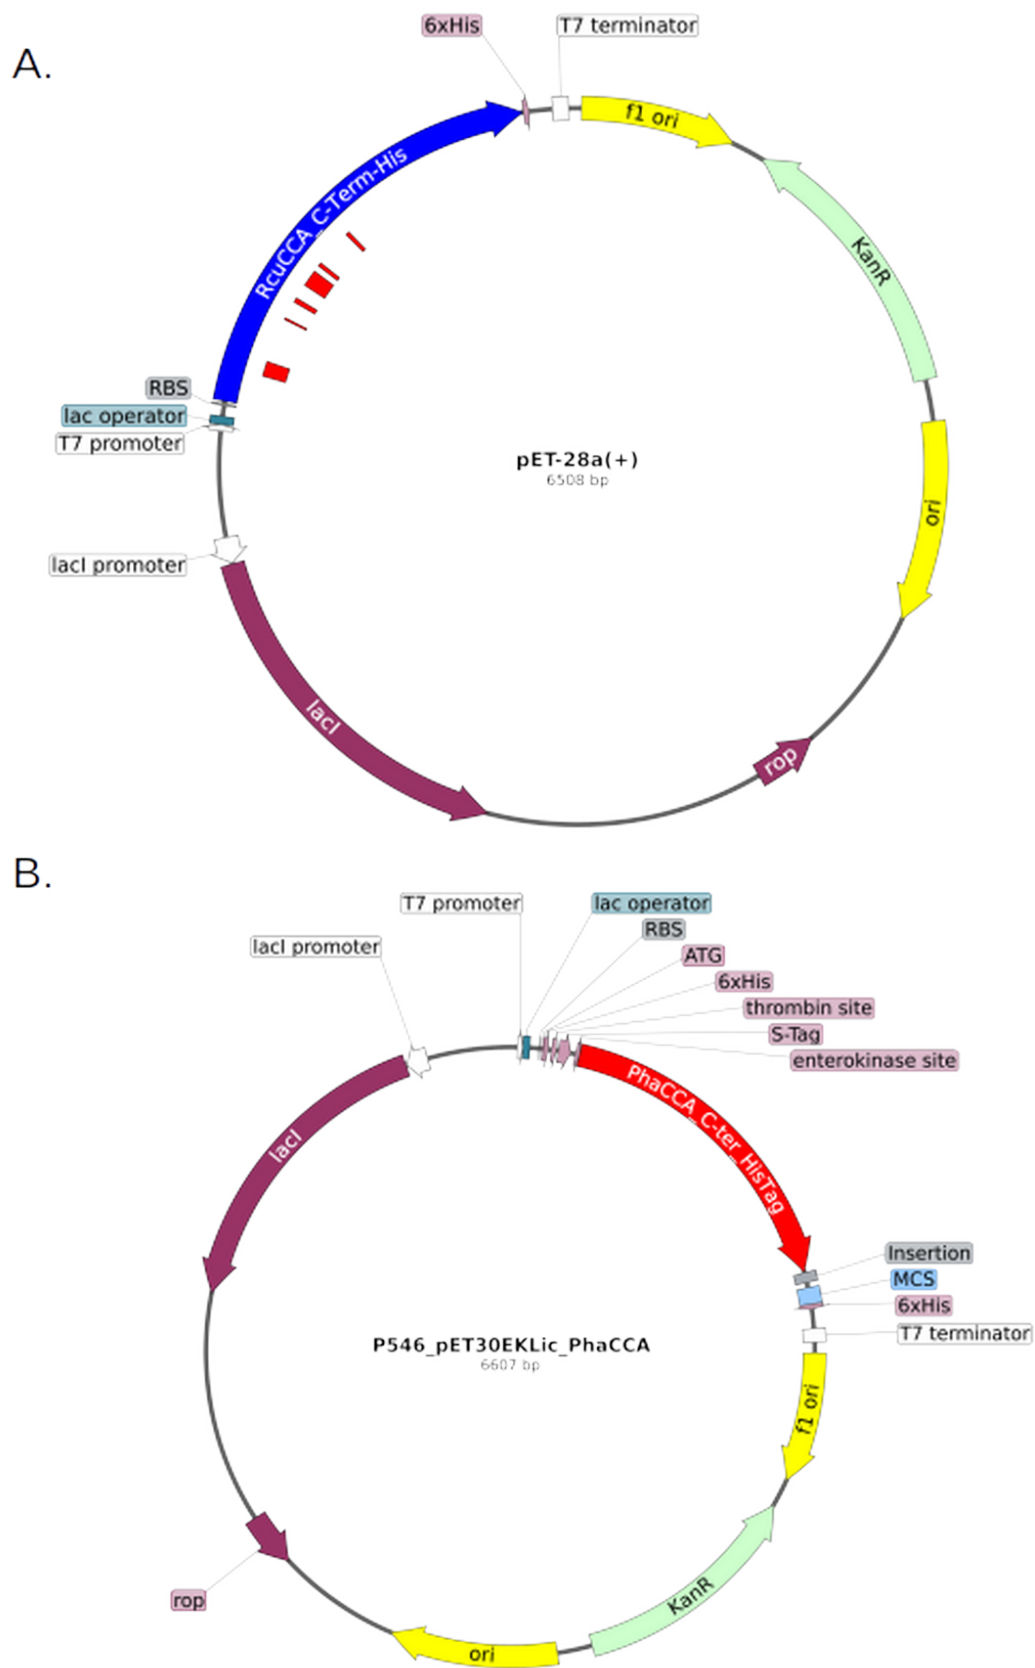 A.
6xHis
T7 terminator
f1 ori
KanR
RcuCCA_C-Term-His
RBS
lac operator
T7 promoter
pET-28a(+)
6508 bp
ori
lacI promoter
lacI
rop
B.
T7 promoter
lac operator
RBS
lacI promoter
ATG
6xHis
thrombin site
S-Tag
enterokinase site
PhaCCA_C-ter_HisTag
lacI
Insertion
MCS
6xHis
T7 terminator
P546_pET30EKLic_PhaCCA
6607 bp
f1 ori
KanR
rop
ori